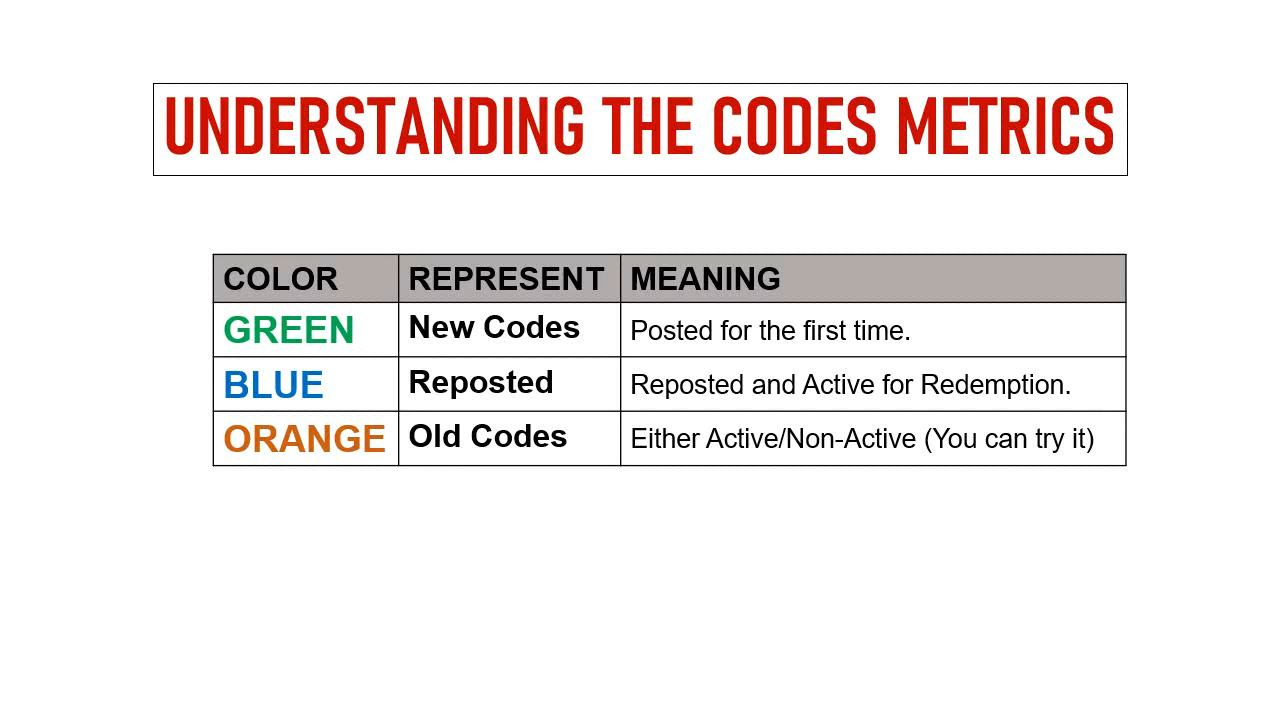 UNDERSTANDING THE CODES METRICS
COLOR REPRESENT MEANING
GREEN New Codes Posted for the first time.
BLUE Reposted Reposted and Active for Redemption.
ORANGE Old Codes Either Active/Non-Active (You can try it)